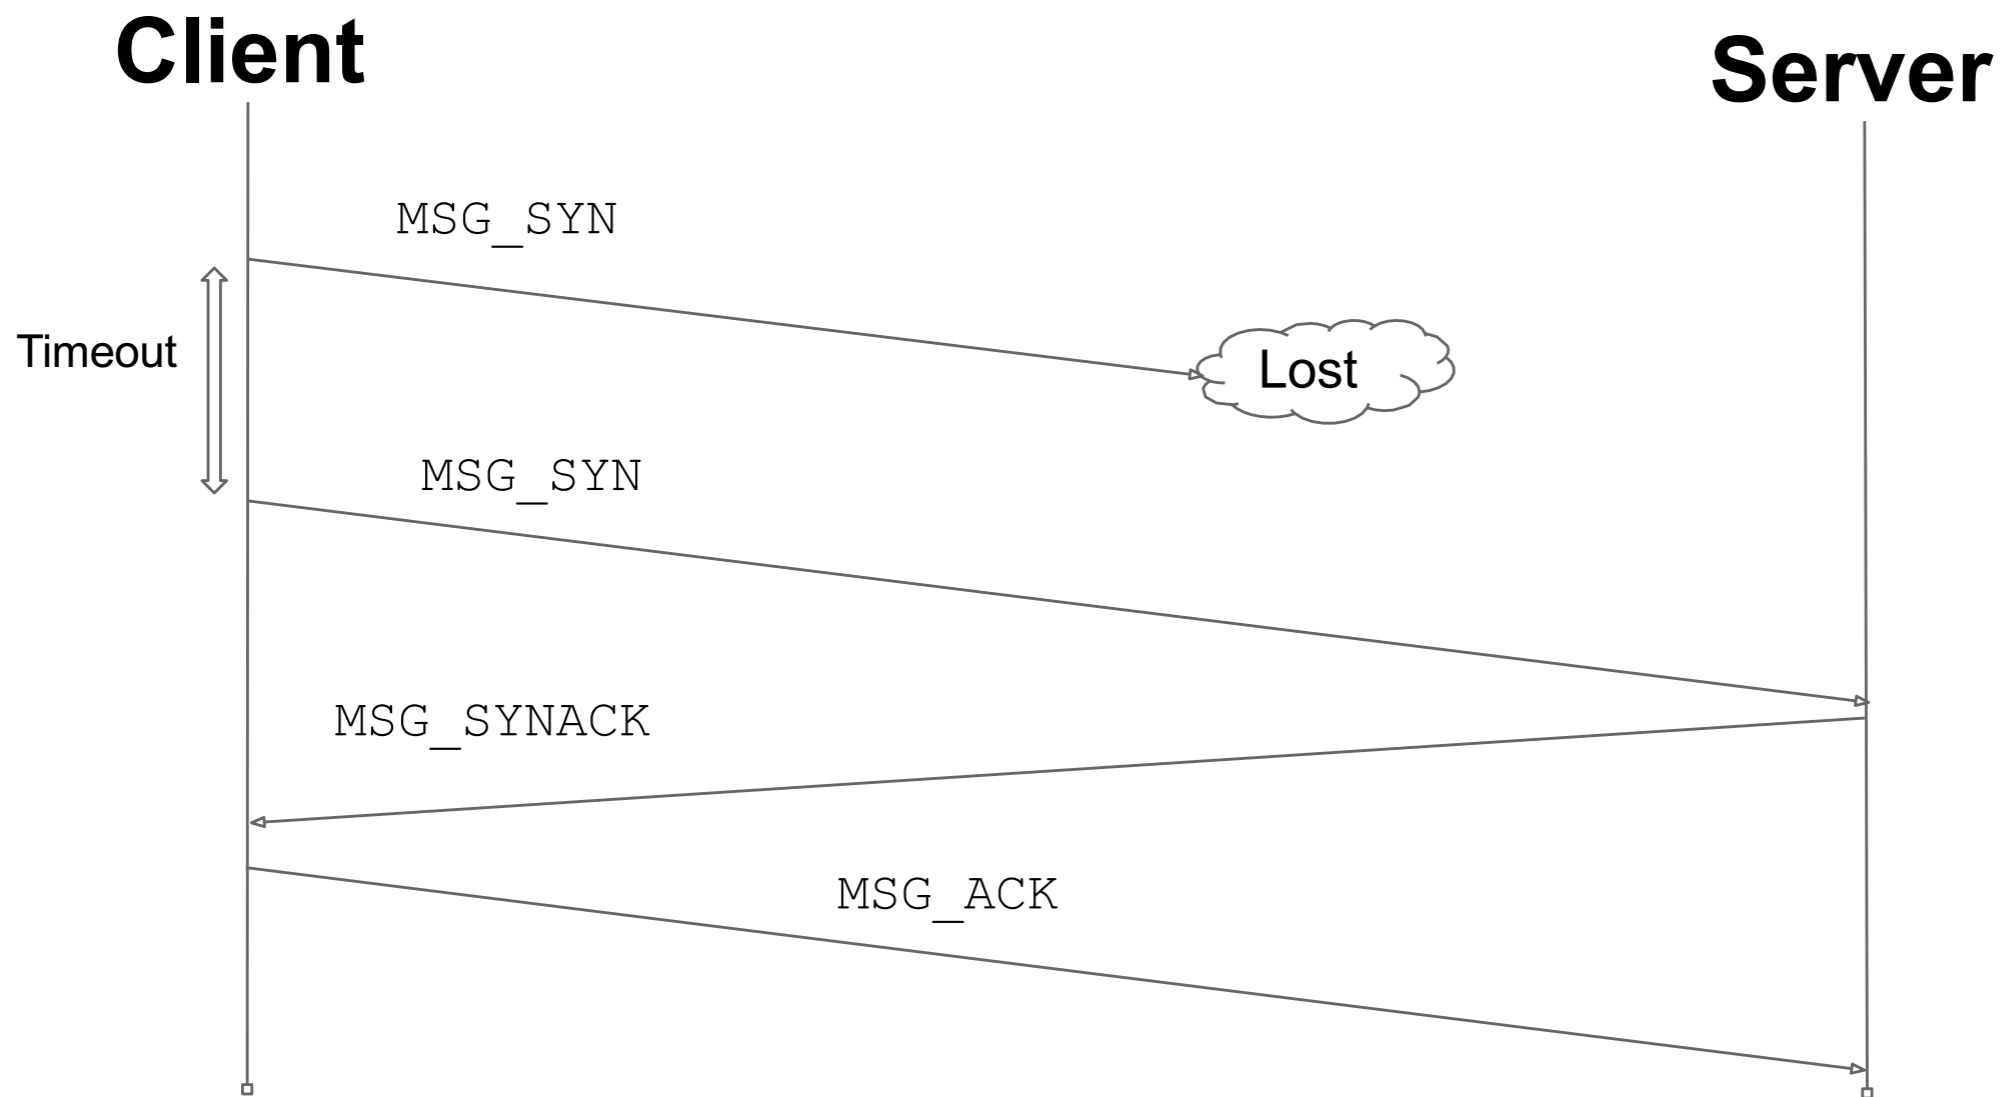 Client
Server
MSG_SYN
Timeout
Lost
MSG_SYN
MSG_SYNACK
MSG_ACK